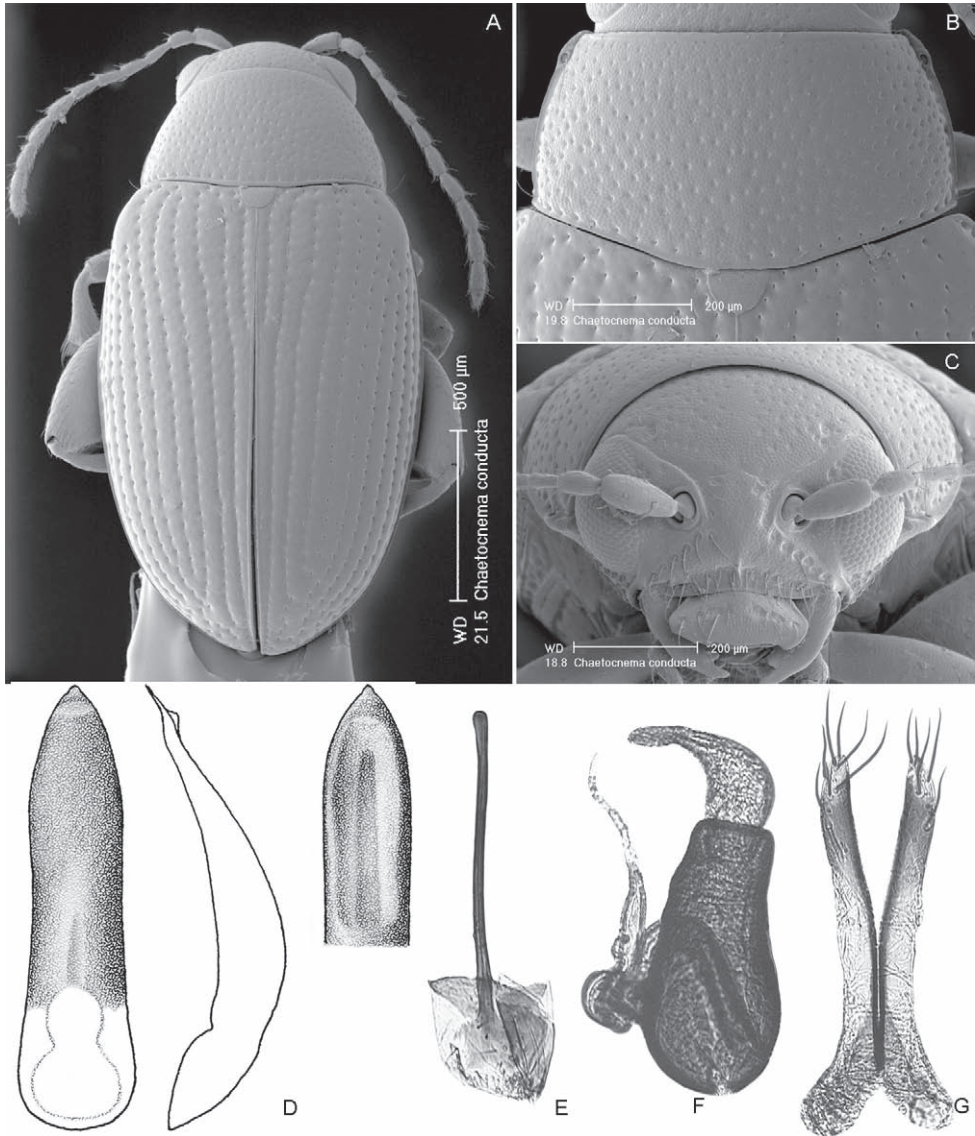 A
WD 500 µm
21.5 Chaetocnema conducta
B
WD 200 µm
19.8 Chaetocnema conducta
C
WD 200 µm
18.8 Chaetocnema conducta
D
E
F
G